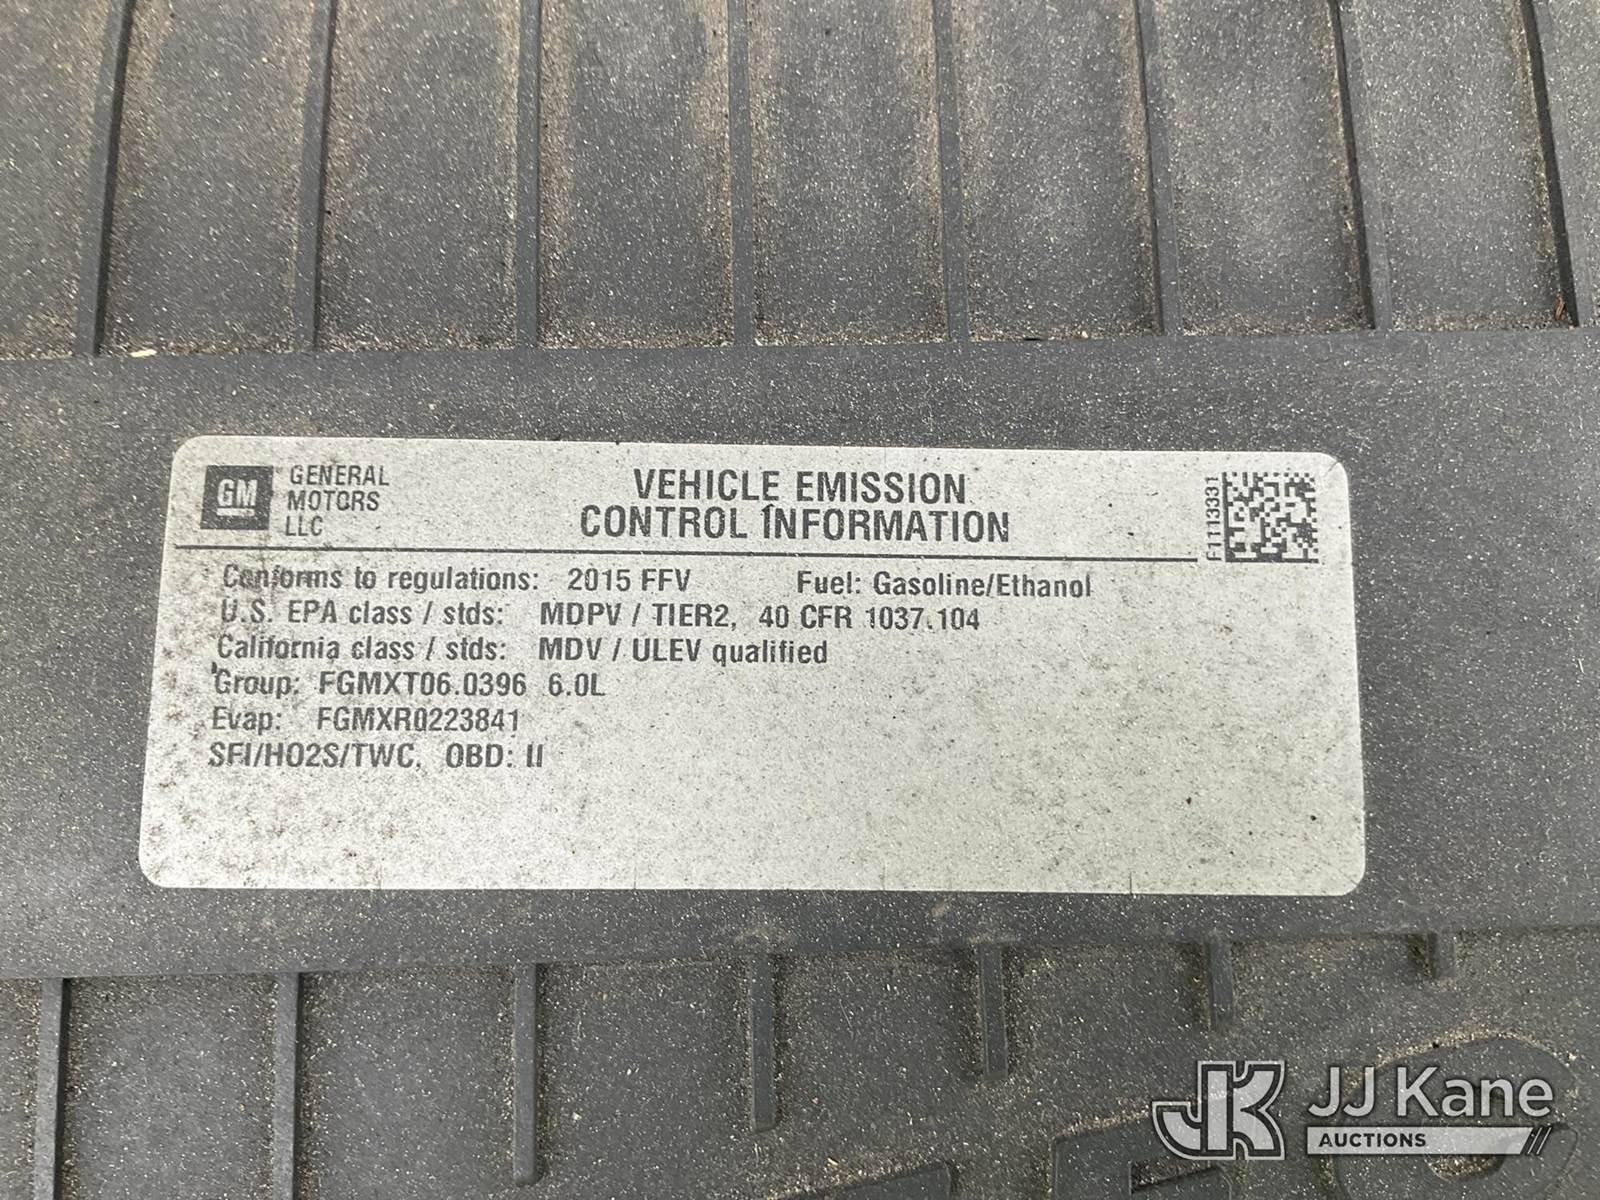 GM
GENERAL
MOTORS
LLC
VEHICLE EMISSION
CONTROL INFORMATION
F1113331
Conforms to regulations: 2015 FFV Fuel: Gasoline/Ethanol
U.S. EPA class / stds: MDPV / TIER2, 40 CFR 1037.104
California class / stds: MDV / ULEV qualified
Group: FGMXT06.0396 6.0L
Evap: FGMXR0223841
SFI/HO2S/TWC, OBD: II
JK JJ Kane
AUCTIONS